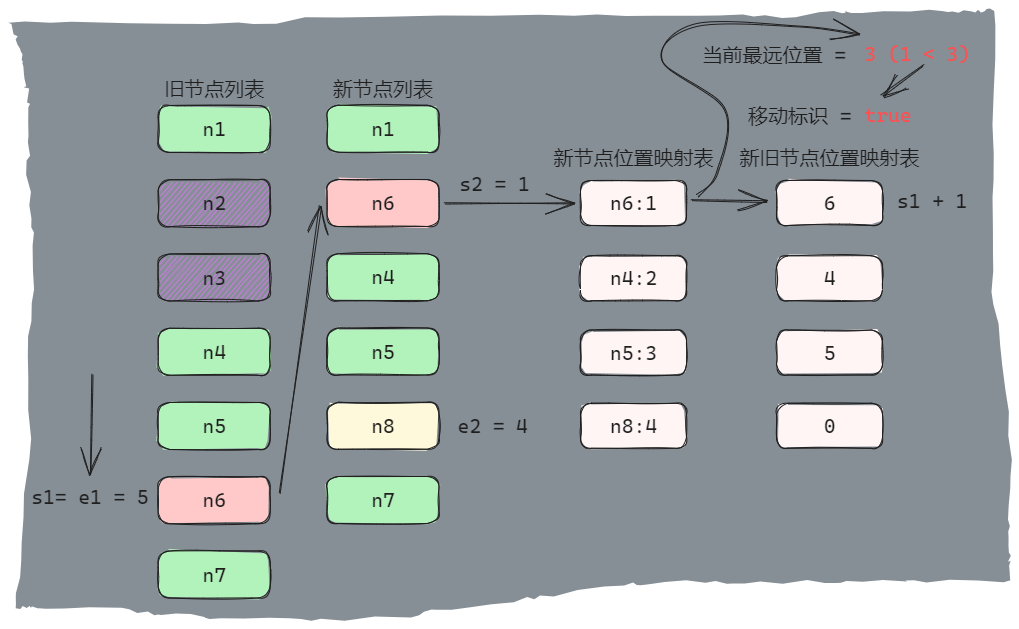 当前最远位置 = 3 (1 < 3)
移动标识 = true
旧节点列表
新节点列表
新节点位置映射表
新旧节点位置映射表
n1
n1
n2
n6
s2 = 1
n6:1
6
s1 + 1
n3
n4
n4:2
4
n4
n5
n5:3
5
n5
n8
e2 = 4
n8:4
0
s1= e1 = 5
n6
n7
n7